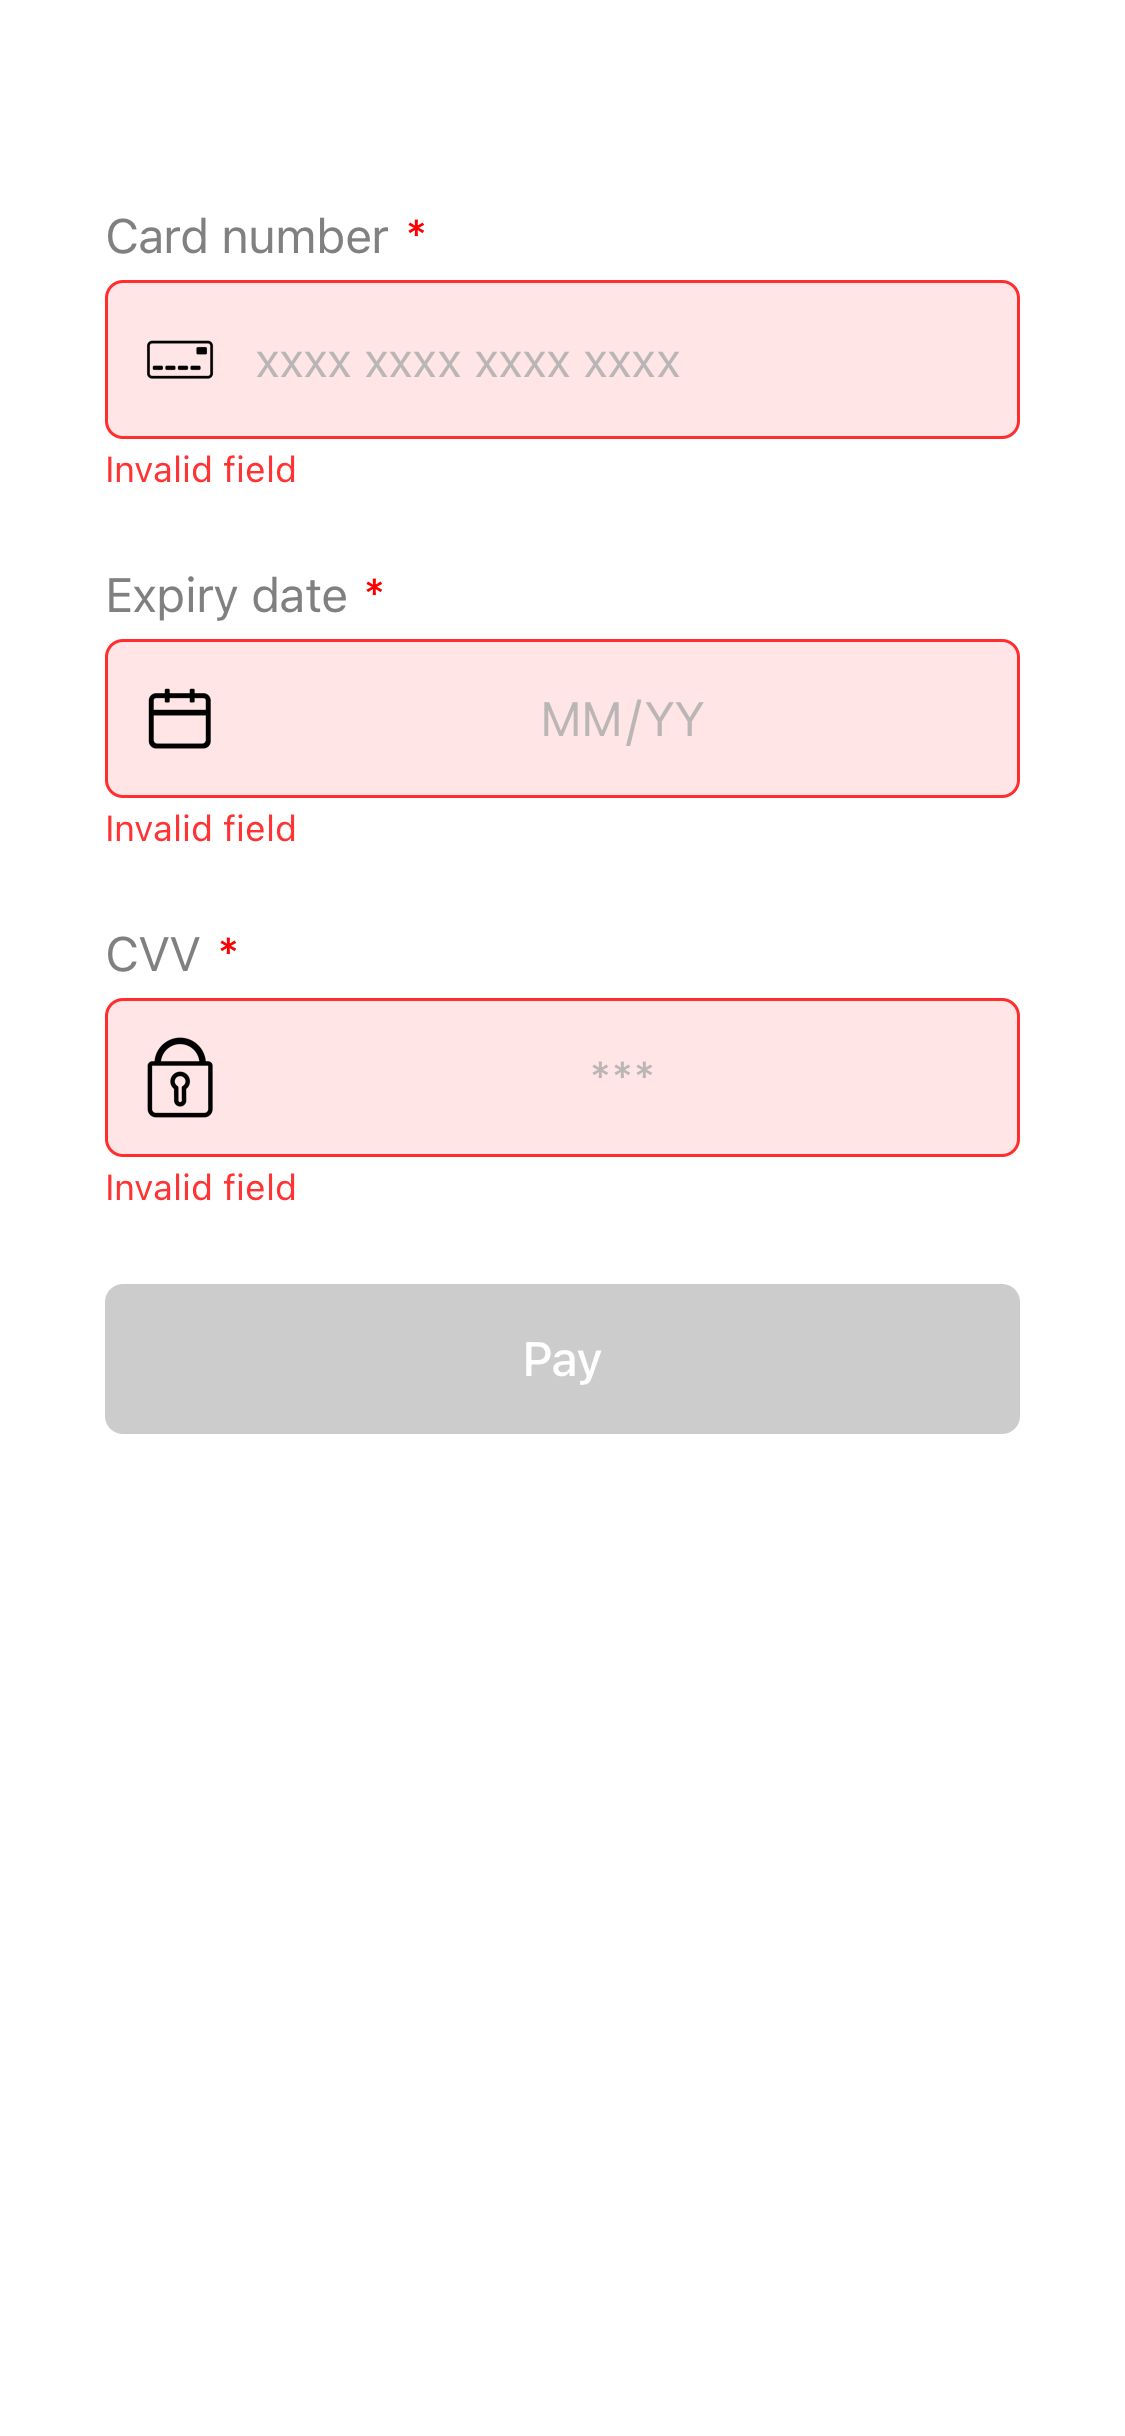 Card number *
xxxx xxxx xxxx xxxx
Invalid field
Expiry date *
MM/YY
Invalid field
CVV *
***
Invalid field
Pay